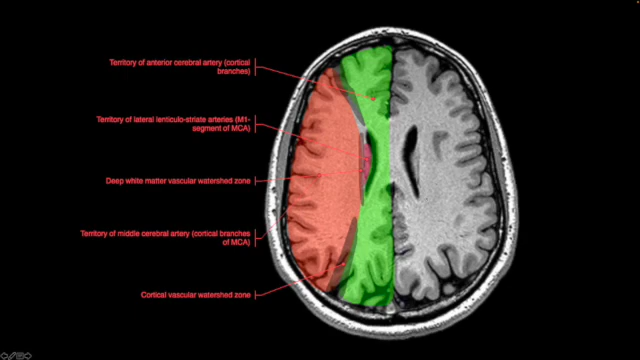 Territory of anterior cerebral artery (cortical
branches)
Territory of lateral lenticulo-striate arteries (M1-
segment of MCA)
Deep white matter vascular watershed zone
Territory of middle cerebral artery (cortical branches
of MCA)
Cortical vascular watershed zone